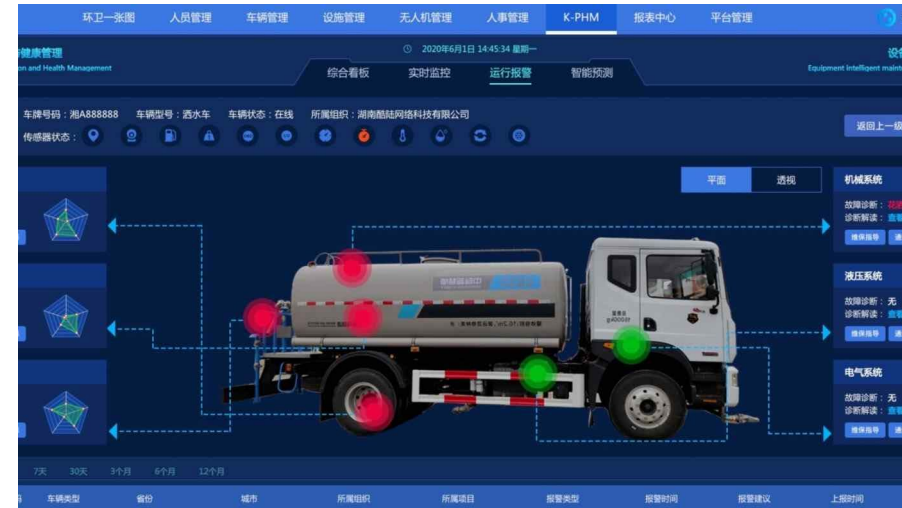 环卫一张图 人员管理 车辆管理 设施管理 无人机管理 人事管理 K-PHM 报表中心 平台管理
健康管理
on and Health Management
2020年6月1日 14:45:34 星期一
设备
Equipment Intelligent maint
综合看板 实时监控 运行报警 智能预测
车牌号码：湘A888888 车辆型号：洒水车 车辆状态：在线 所属组织：湖南酷陆网络科技有限公司
传感器状态：
返回上一级
平面 透视
机械系统
故障诊断：
诊断解读：查看
维保指导
液压系统
故障诊断：无
诊断解读：查看
维保指导
电气系统
故障诊断：无
诊断解读：查看
维保指导
7天 30天 3个月 6个月 12个月
车辆类型 省份 城市 所属组织 所属项目 报警类型 报警时间 报警建议 上报时间